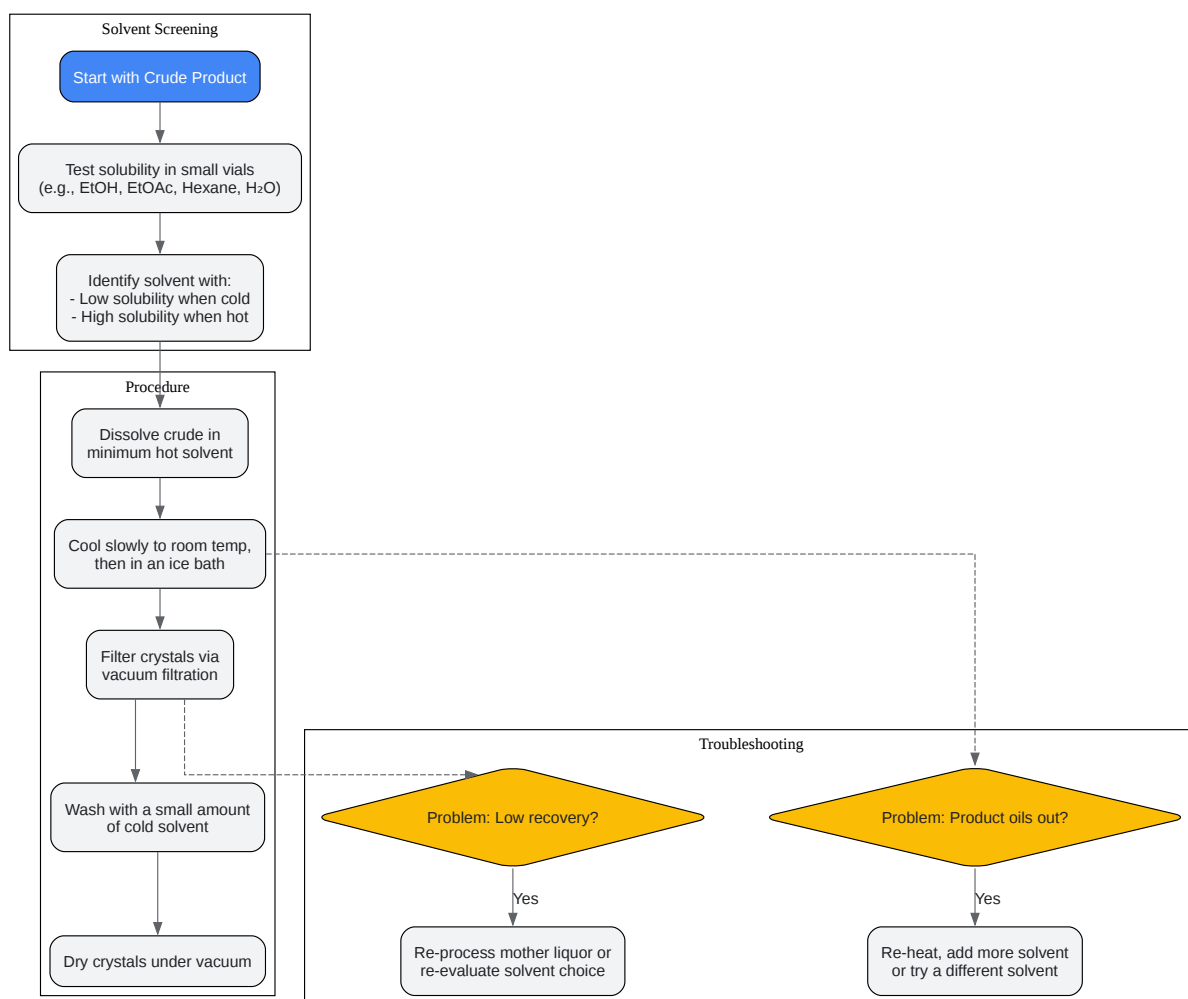 Solvent Screening
Start with Crude Product
Test solubility in small vials
(e.g., EtOH, EtOAc, Hexane, H₂O)
Identify solvent with:
- Low solubility when cold
- High solubility when hot
Procedure
Dissolve crude in
minimum hot solvent
Cool slowly to room temp,
then in an ice bath
Filter crystals via
vacuum filtration
Wash with a small amount
of cold solvent
Dry crystals under vacuum
Troubleshooting
Problem: Low recovery?
Yes
Re-process mother liquor or
re-evaluate solvent choice
Problem: Product oils out?
Yes
Re-heat, add more solvent
or try a different solvent